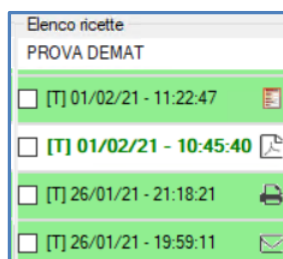 Elenco ricette
PROVA DEMAT
[T] 01/02/21 - 11:22:47
[T] 01/02/21 - 10:45:40
[T] 26/01/21 - 21:18:21
[T] 26/01/21 - 19:59:11